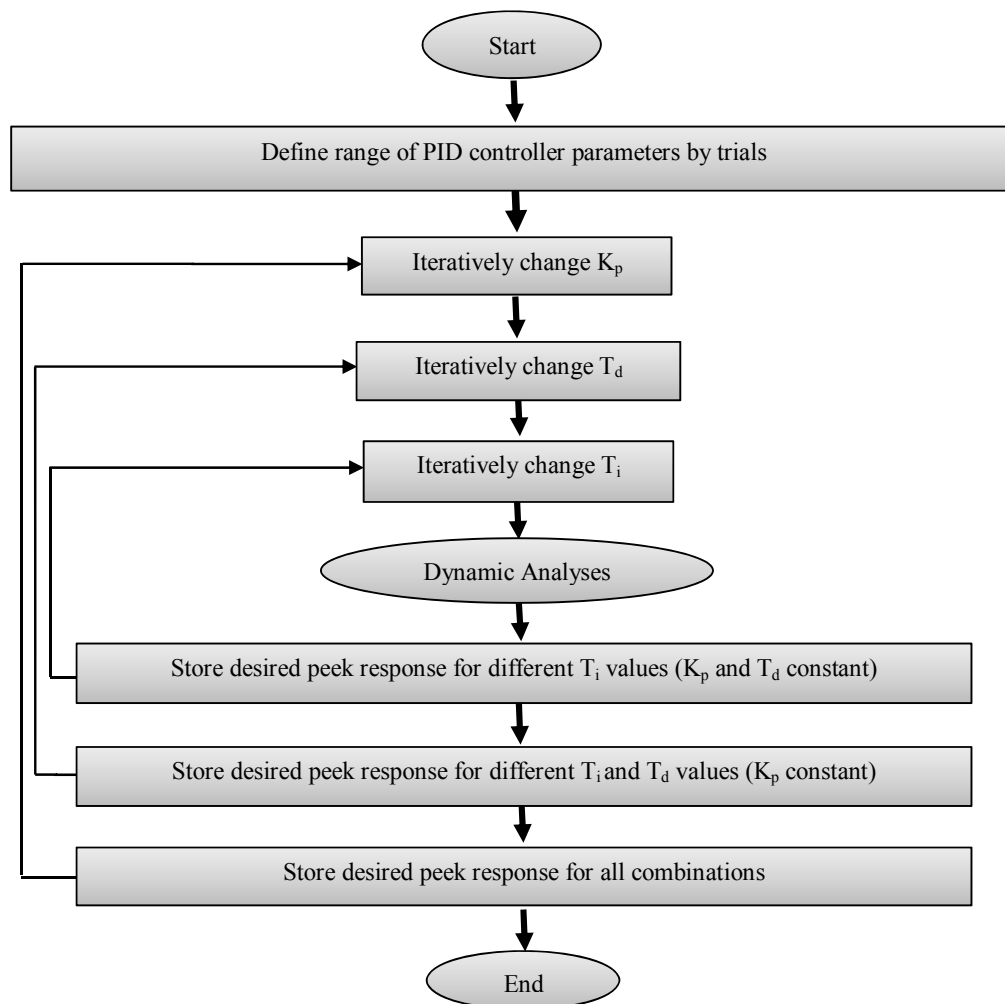 Start
Define range of PID controller parameters by trials
Iteratively change Kp
Iteratively change Td
Iteratively change Ti
Dynamic Analyses
Store desired peek response for different Ti values (Kp and Td constant)
Store desired peek response for different Ti and Td values (Kp constant)
Store desired peek response for all combinations
End